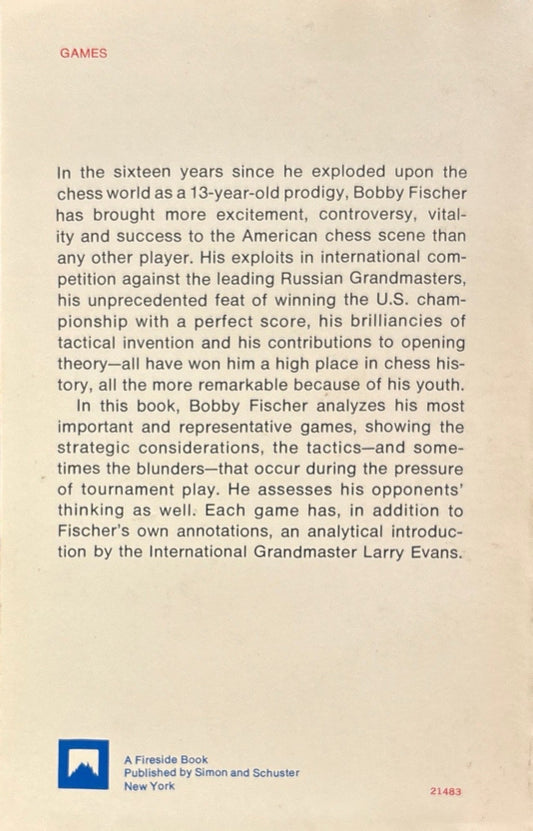 GAMES
In the sixteen years since he exploded upon the
chess world as a 13-year-old prodigy, Bobby Fischer
has brought more excitement, controversy, vital-
ity and success to the American chess scene than
any other player. His exploits in international com-
petition against the leading Russian Grandmasters,
his unprecedented feat of winning the U.S. cham-
pionship with a perfect score, his brilliancies of
tactical invention and his contributions to opening
theory—all have won him a high place in chess his-
tory, all the more remarkable because of his youth.
In this book, Bobby Fischer analyzes his most
important and representative games, showing the
strategic considerations, the tactics—and some-
times the blunders—that occur during the pressure
of tournament play. He assesses his opponents'
thinking as well. Each game has, in addition to
Fischer's own annotations, an analytical introduc-
tion by the International Grandmaster Larry Evans.
A Fireside Book
Published by Simon and Schuster
New York
21483